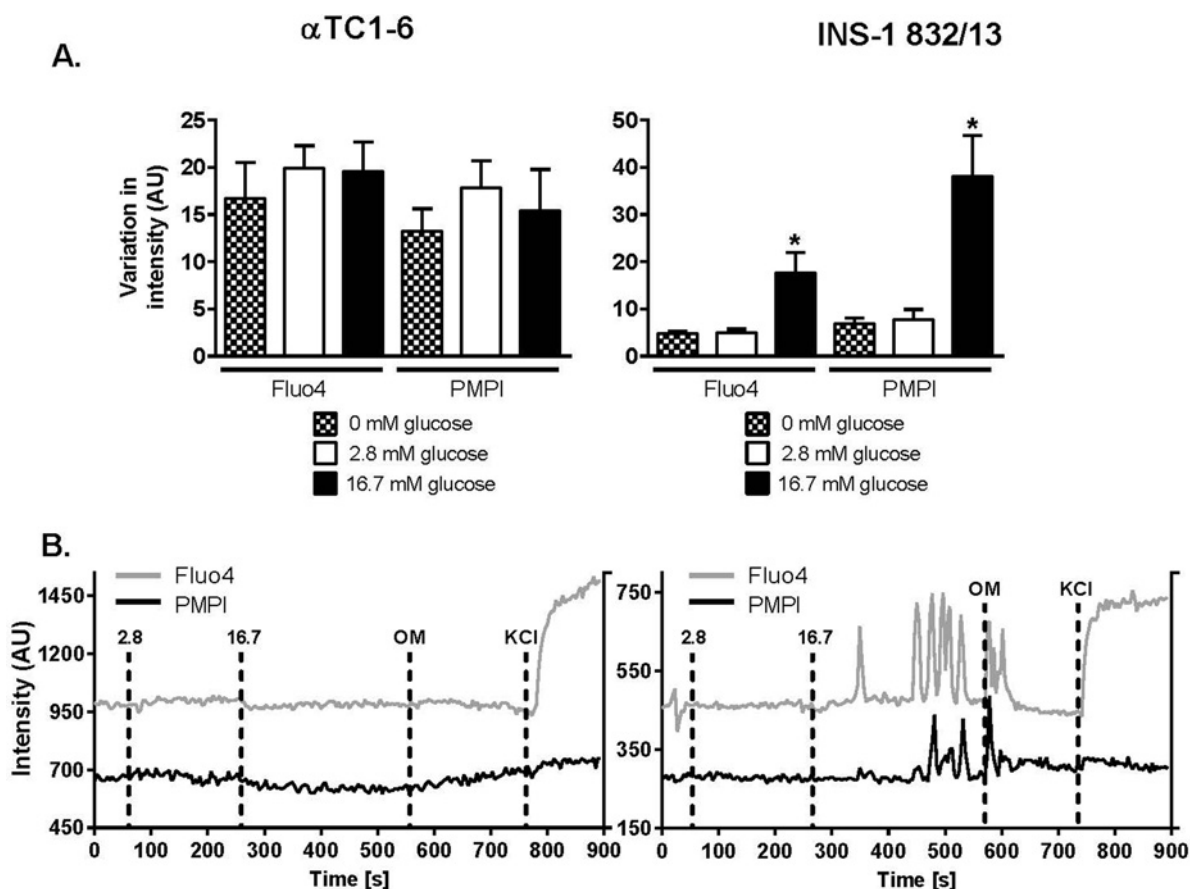 αTC1-6
INS-1 832/13
A.
Variation in
intensity (AU)
25
20
15
10
5
0
Fluo4
PMPI
0 mM glucose
2.8 mM glucose
16.7 mM glucose
50
40
30
20
10
0
*
*
Fluo4
PMPI
0 mM glucose
2.8 mM glucose
16.7 mM glucose
B.
Intensity (AU)
1450
1200
950
700
450
Fluo4
PMPI
2.8
16.7
OM
KCl
0 100 200 300 400 500 600 700 800 900
Time [s]
750
550
350
150
Fluo4
PMPI
2.8
16.7
OM
KCl
0 100 200 300 400 500 600 700 800 900
Time [s]